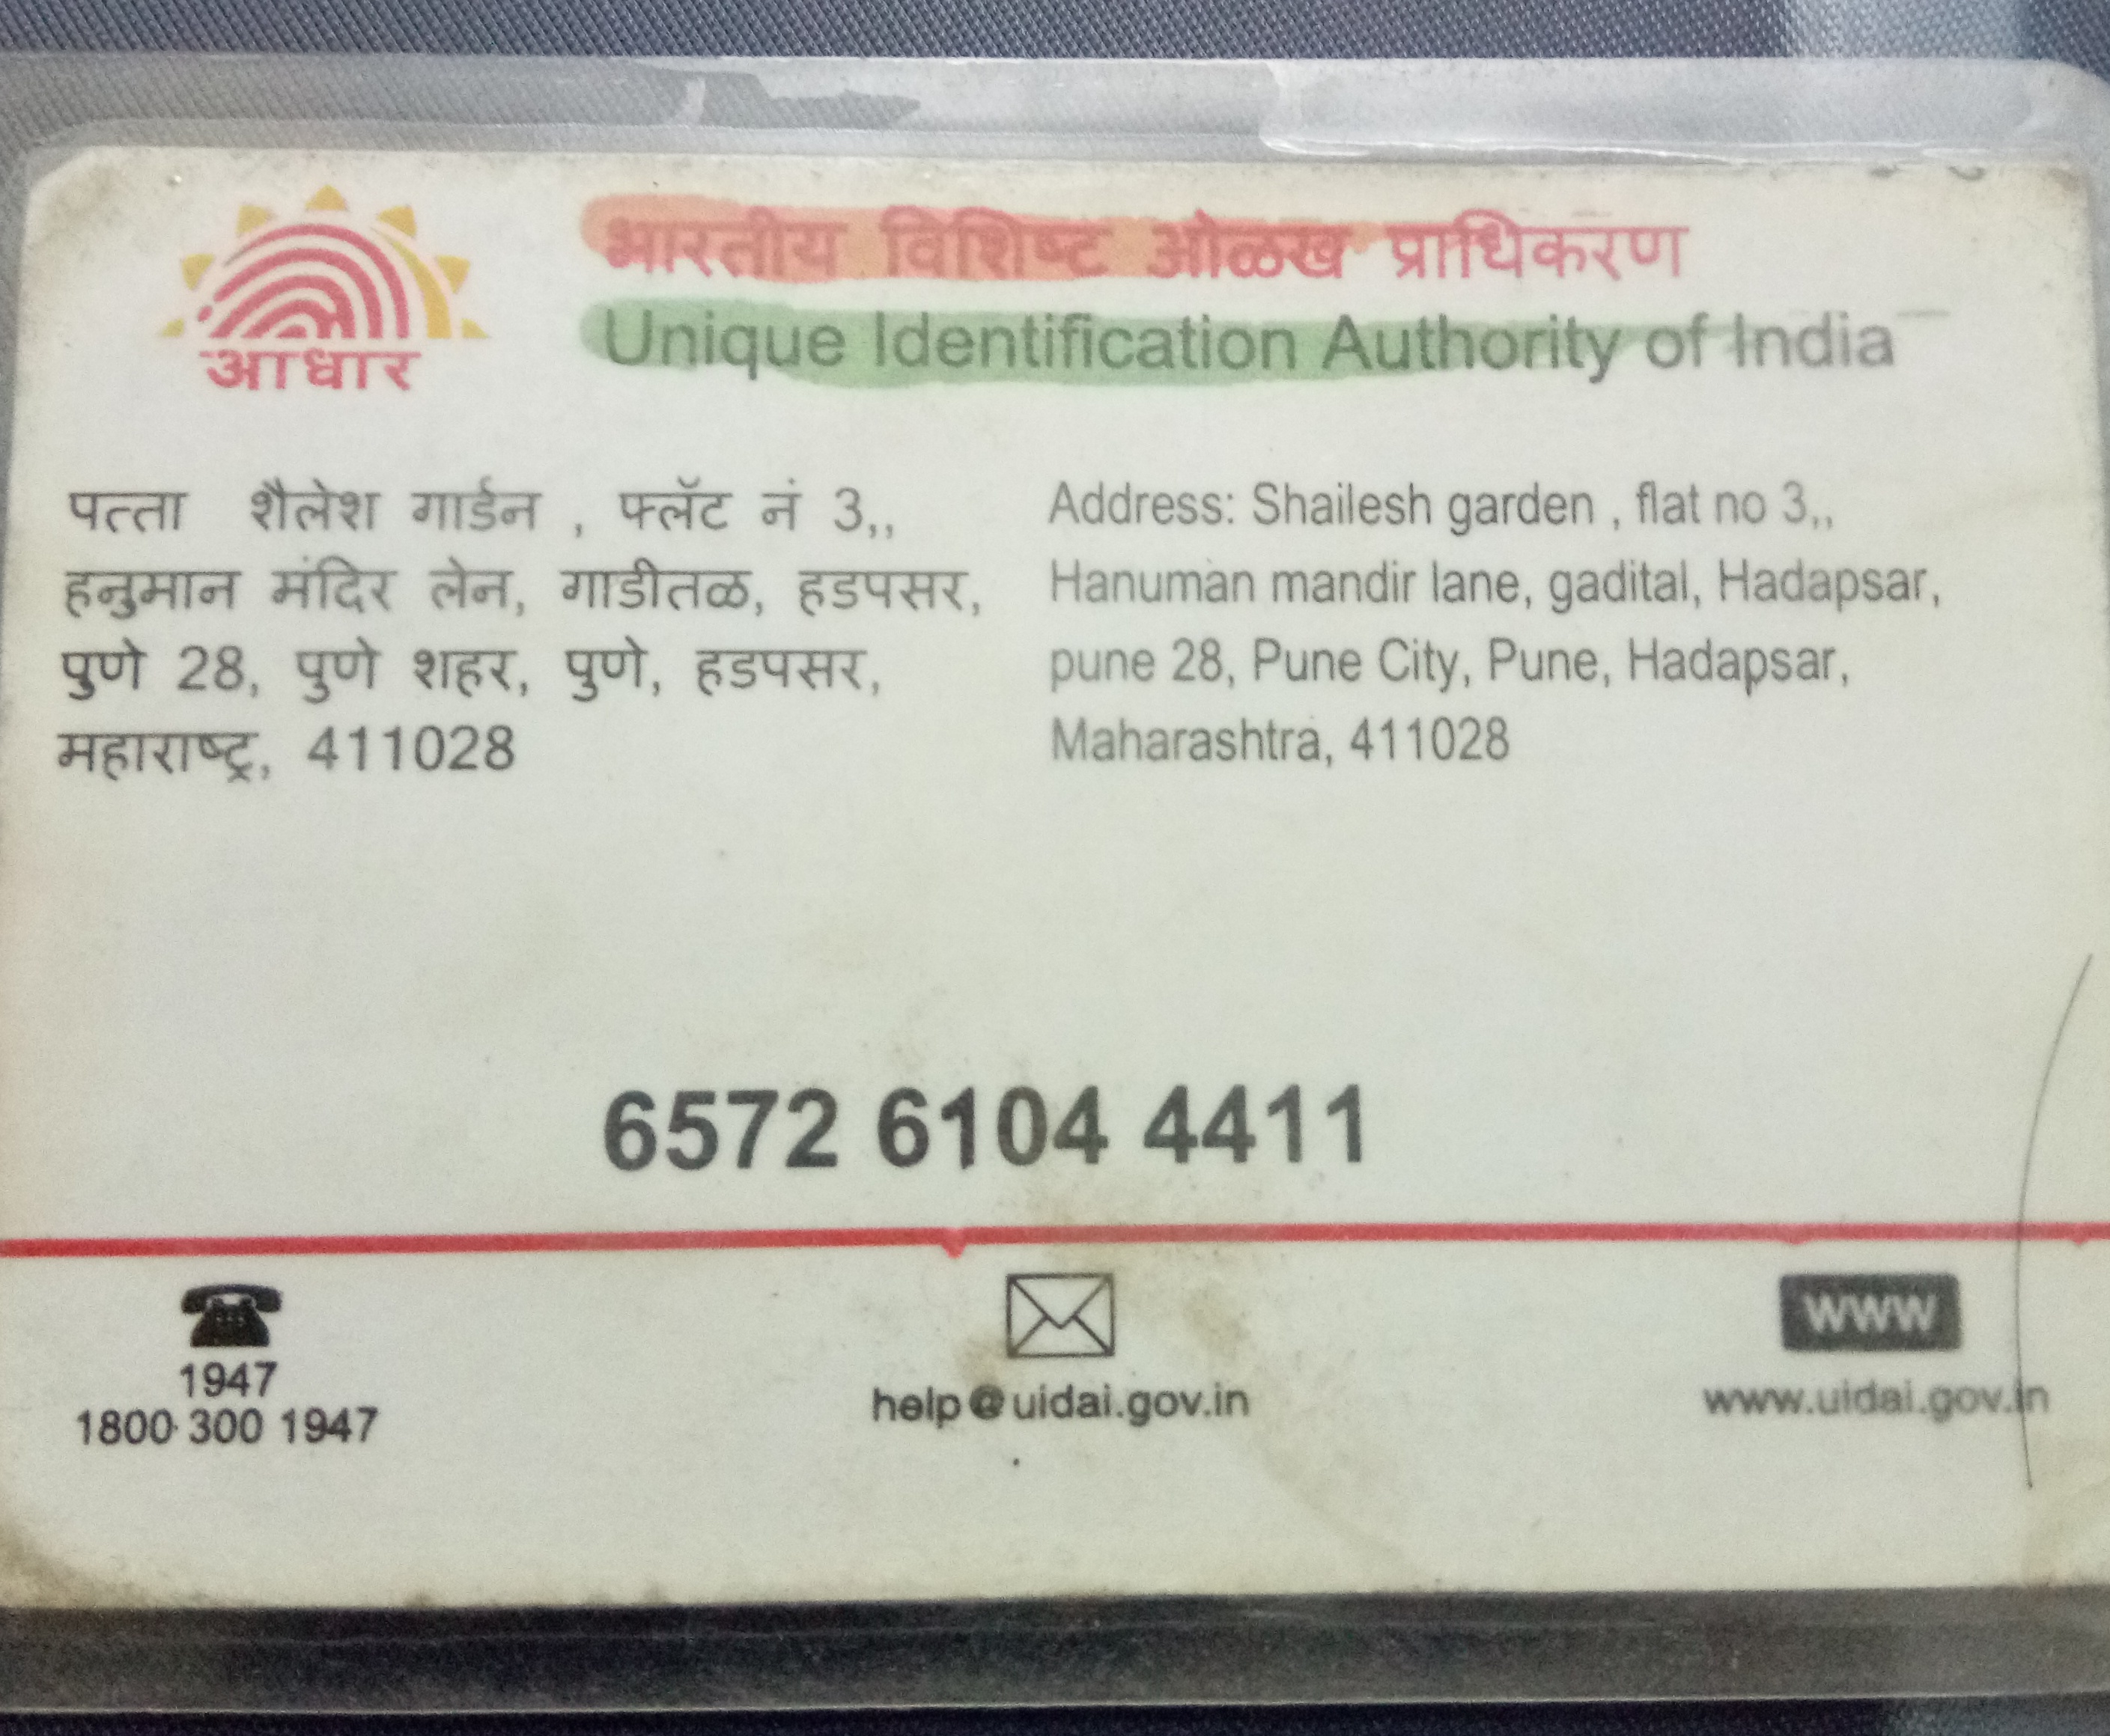 आधार
भारतीय विशिष्ट ओळख प्राधिकरण
Unique Identification Authority of India
पत्ता शैलेश गार्डन , फ्लॅट नं 3,,
हनुमान मंदिर लेन, गाडीतळ, हडपसर,
पुणे 28, पुणे शहर, पुणे, हडपसर,
महाराष्ट्र, 411028
Address: Shailesh garden , flat no 3,,
Hanuman mandir lane, gadital, Hadapsar,
pune 28, Pune City, Pune, Hadapsar,
Maharashtra, 411028
6572 6104 4411
1947
1800 300 1947
help@uidai.gov.in
WWW
www.uidai.gov.in